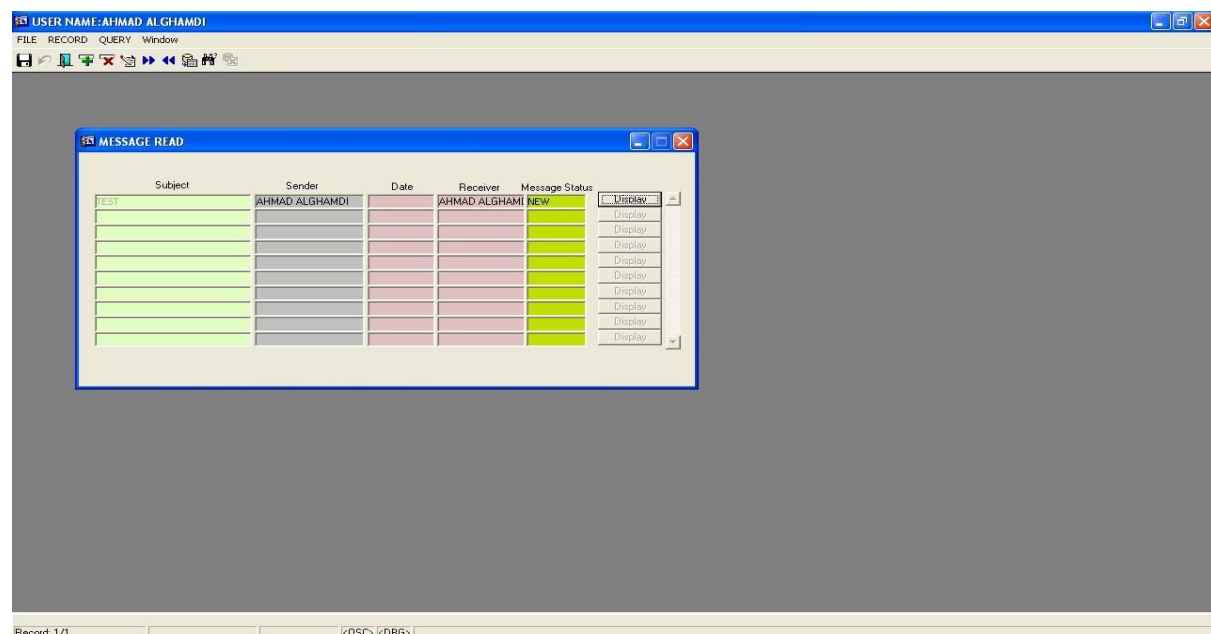 USER NAME:AHMAD ALGHAMDI
FILE RECORD QUERY Window
MESSAGE READ
Subject Sender Date Receiver Message Status
TEST AHMAD ALGHAMDI AHMAD ALGHAMI NEW Display
Display
Display
Display
Display
Display
Display
Display
Display
Display
Record: 1/1 <OSC> <DBG>